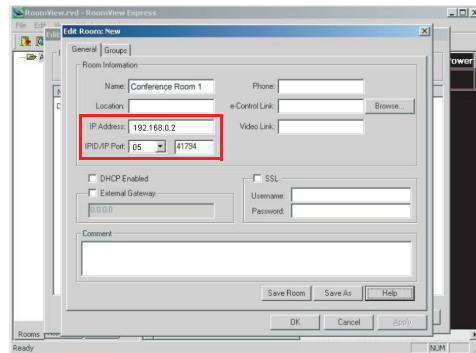 RoomView.rvd - RoomView Express
File Edit
Edit Room: New
General Groups
Room Information
Name: Conference Room 1 Phone:
Location: e-Control Link: Browse...
IP Address: 192.168.0.2 Video Link:
IPID/IP Port: 05 41794
DHCP Enabled SSL
External Gateway Username:
0.0.0.0 Password:
Comment
Save Room Save As Help
OK Cancel Apply
Rooms
Ready NUM